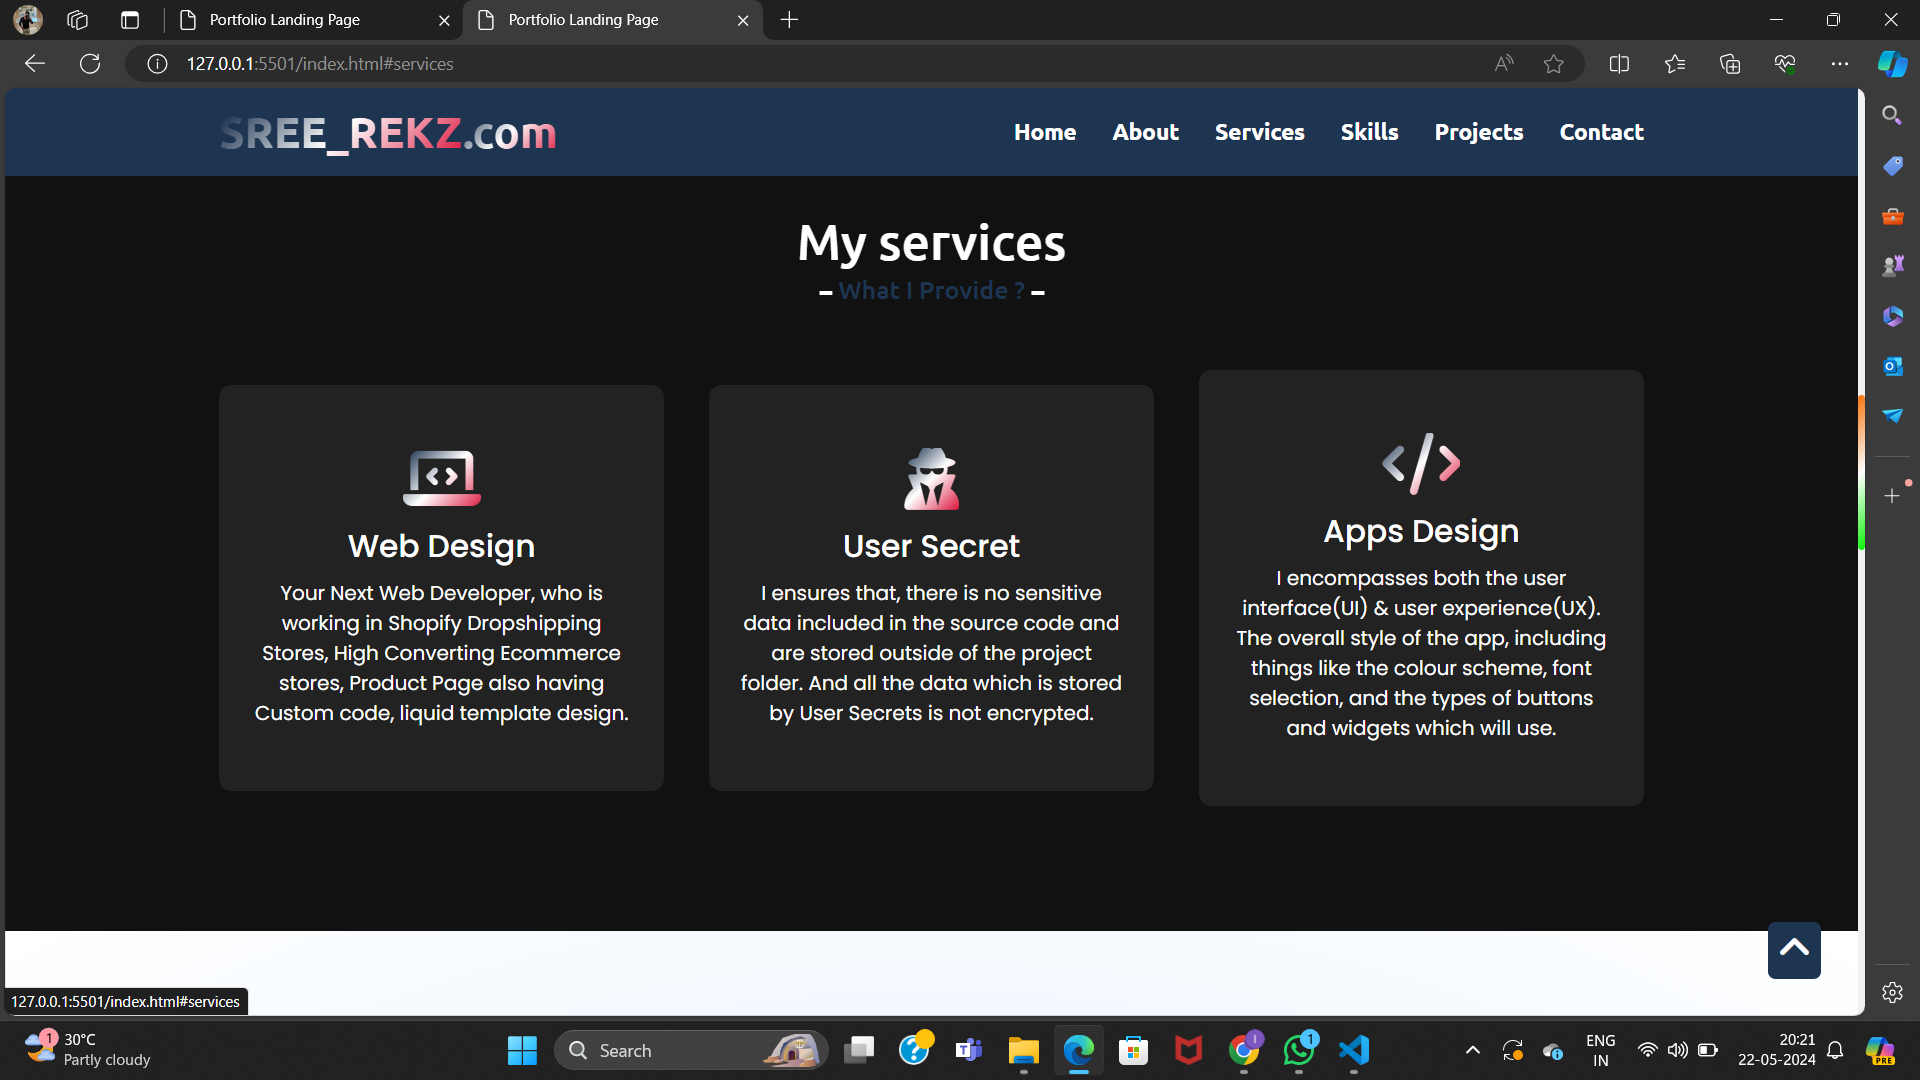 Portfolio Landing Page
Portfolio Landing Page
127.0.0.1:5501/index.html#services
SREE_REKZ.com
Home About Services Skills Projects Contact
My services
– What I Provide ? –
Web Design
Your Next Web Developer, who is
working in Shopify Dropshipping
Stores, High Converting Ecommerce
stores, Product Page also having
Custom code, liquid template design.
User Secret
I ensures that, there is no sensitive
data included in the source code and
are stored outside of the project
folder. And all the data which is stored
by User Secrets is not encrypted.
Apps Design
I encompasses both the user
interface(UI) & user experience(UX).
The overall style of the app, including
things like the colour scheme, font
selection, and the types of buttons
and widgets which will use.
127.0.0.1:5501/index.html#services
1
30°C
Partly cloudy
Search
1
ENG
IN
20:21
22-05-2024
PRE